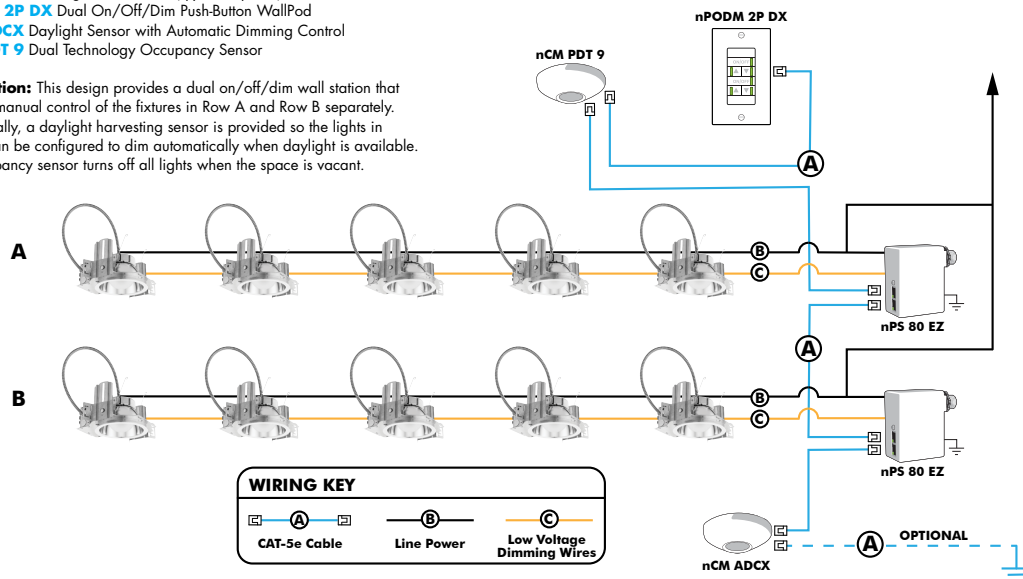 2P DX Dual On/Off/Dim Push-Button WallPod
Daylight Sensor with Automatic Dimming Control
9 Dual Technology Occupancy Sensor
This design provides a dual on/off/dim wall station that
manual control of the fixtures in Row A and Row B separately.
a daylight harvesting sensor is provided so the lights in
be configured to dim automatically when daylight is available.
sensor turns off all lights when the space is vacant.
nPODM 2P DX
nCM PDT 9
A
A
B
C
nPS 80 EZ
A
B
B
C
nPS 80 EZ
WIRING KEY
A
B
C
CAT-5e Cable
Line Power
Low Voltage
Dimming Wires
nCM ADCX
A
OPTIONAL